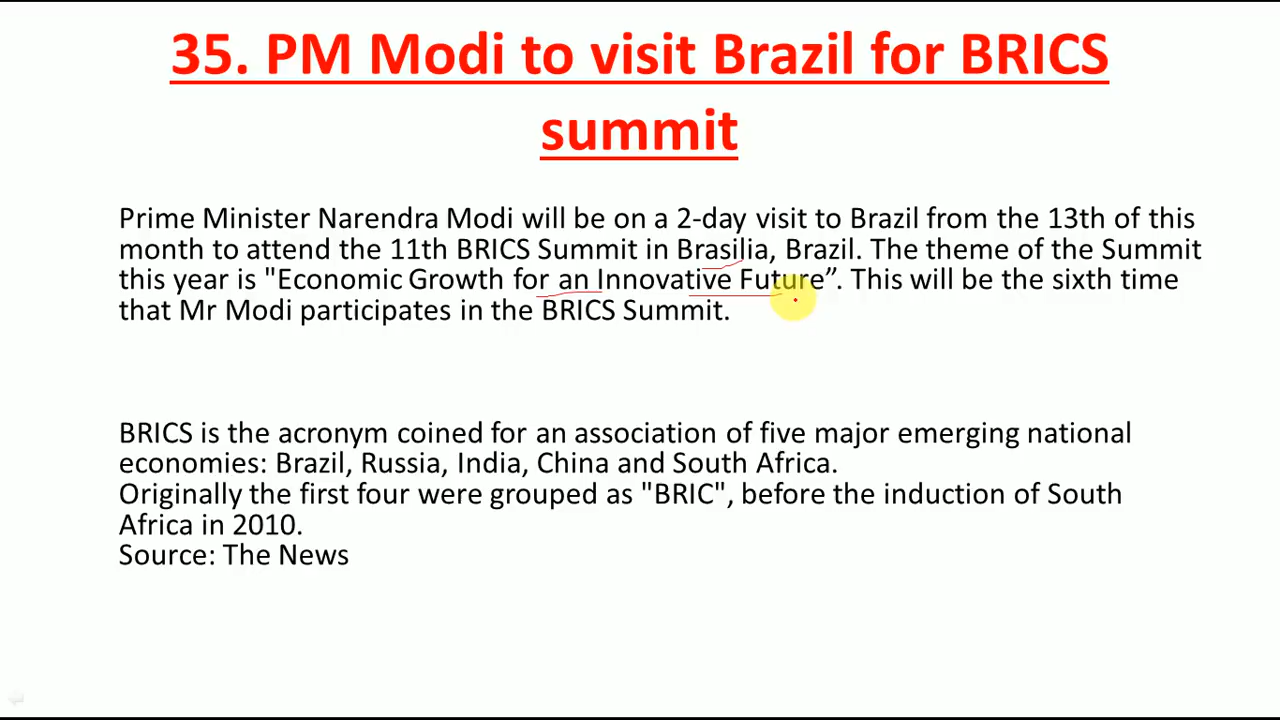 35. PM Modi to visit Brazil for BRICS
summit
Prime Minister Narendra Modi will be on a 2-day visit to Brazil from the 13th of this
month to attend the 11th BRICS Summit in Brasilia, Brazil. The theme of the Summit
this year is "Economic Growth for an Innovative Future”. This will be the sixth time
that Mr Modi participates in the BRICS Summit.
BRICS is the acronym coined for an association of five major emerging national
economies: Brazil, Russia, India, China and South Africa.
Originally the first four were grouped as "BRIC", before the induction of South
Africa in 2010.
Source: The News